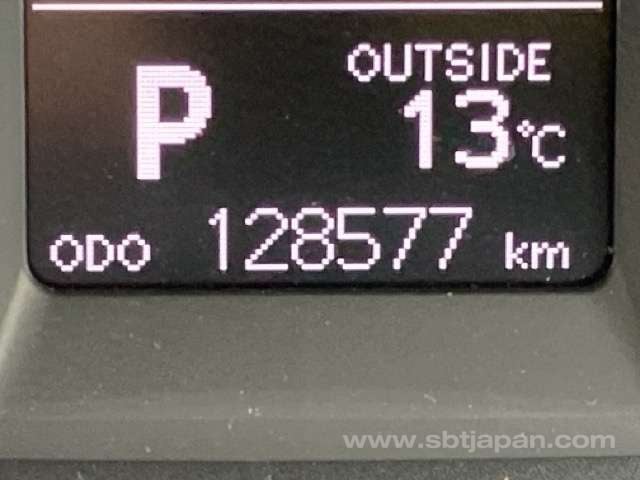 P
OUTSIDE
13°C
ODO 128577 km
www.sbtjapan.com